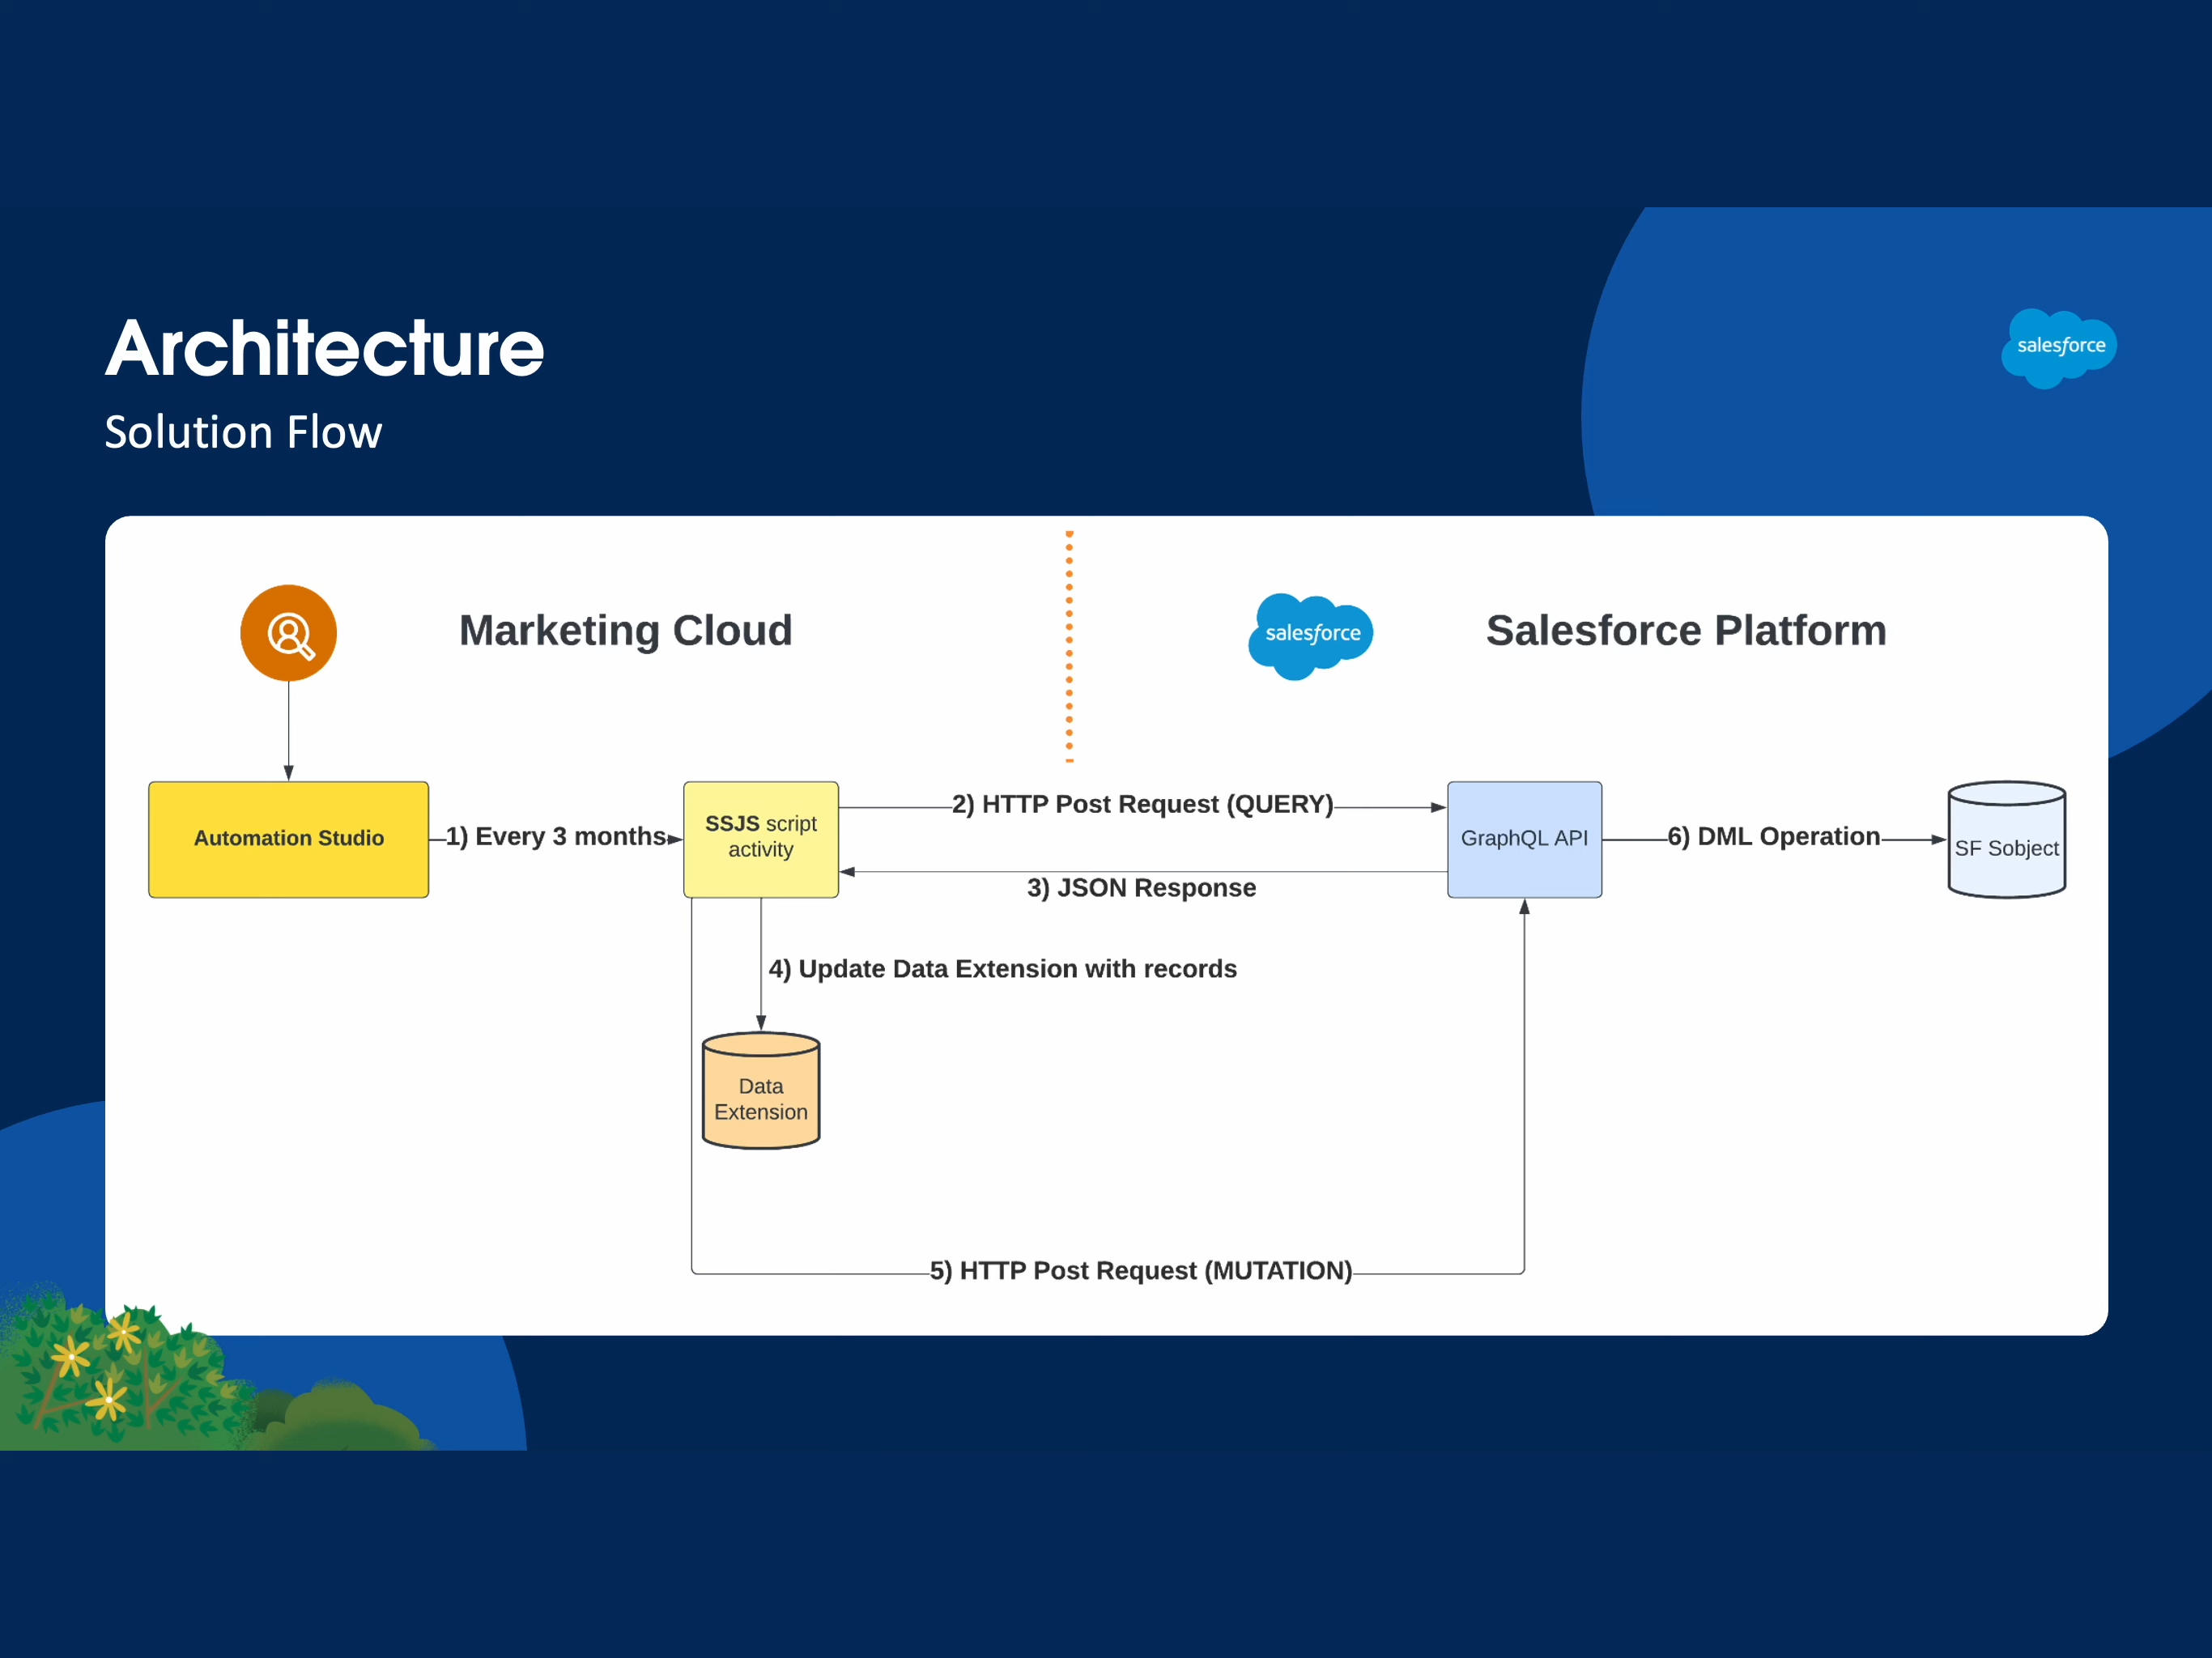 Architecture
Solution Flow
salesforce
Marketing Cloud
salesforce
Salesforce Platform
Automation Studio
1) Every 3 months
SSJS script
activity
2) HTTP Post Request (QUERY)
3) JSON Response
GraphQL API
6) DML Operation
SF Sobject
4) Update Data Extension with records
Data
Extension
5) HTTP Post Request (MUTATION)